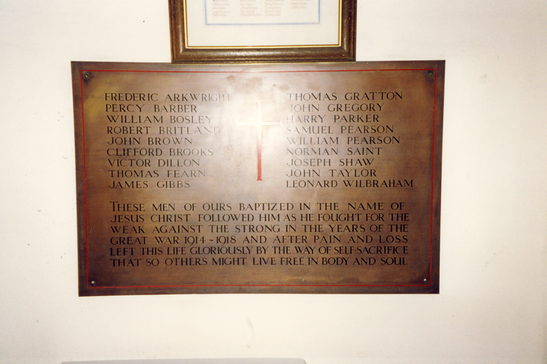 FREDERIC ARKWRIGHT
PERCY BARBER
WILLIAM BOSLEY
ROBERT BRITLAND
JOHN BROWN
CLIFFORD BROOKS
VICTOR DILLON
THOMAS FEARN
JAMES GIBBS
THOMAS GRATTON
JOHN GREGORY
HARRY PARKER
SAMUEL PEARSON
WILLIAM PEARSON
NORMAN SAINT
JOSEPH SHAW
JOHN TAYLOR
LEONARD WILBRAHAM
THESE MEN OF OURS BAPTIZED IN THE NAME OF
JESUS CHRIST FOLLOWED HIM AS HE FOUGHT FOR THE
WEAK AGAINST THE STRONG IN THE YEARS OF THE
GREAT WAR 1914-1918 AND AFTER PAIN AND LOSS
LEFT THIS LIFE GLORIOUSLY BY THE WAY OF SELF SACRIFICE
THAT SO OTHERS MIGHT LIVE FREE IN BODY AND SOUL